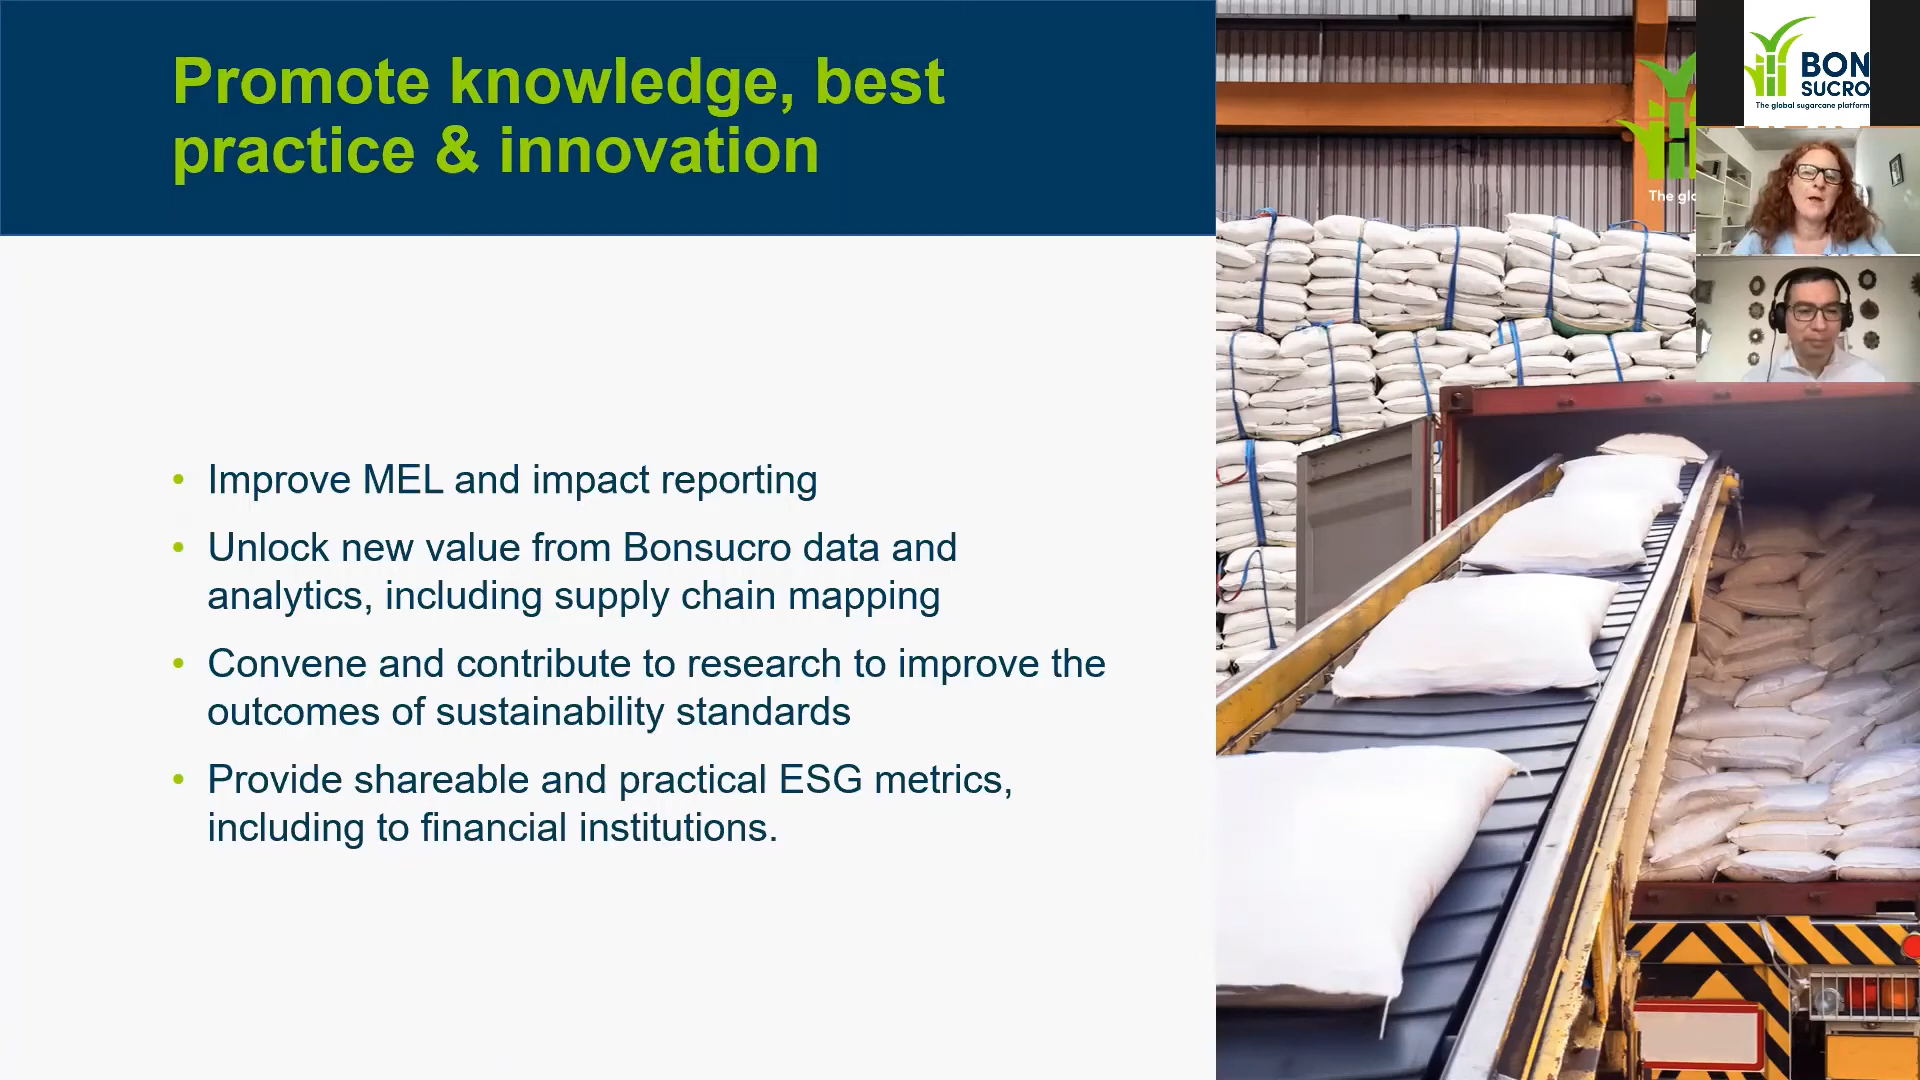 Promote knowledge, best
practice & innovation
• Improve MEL and impact reporting
• Unlock new value from Bonsucro data and
analytics, including supply chain mapping
• Convene and contribute to research to improve the
outcomes of sustainability standards
• Provide shareable and practical ESG metrics,
including to financial institutions.
The glo
BON
SUCRO
The global sugarcane platform